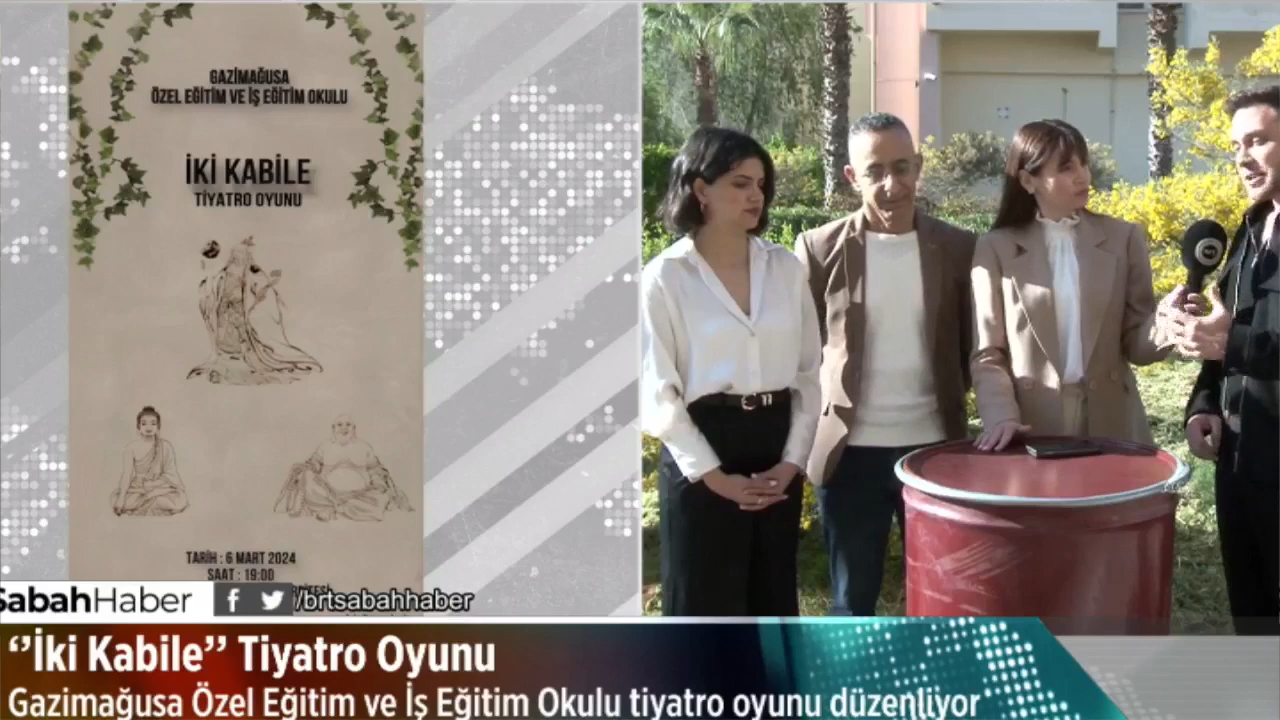 GAZİMAĞUSA
ÖZEL EĞİTİM VE İŞ EĞİTİM OKULU
İKİ KABİLE
TİYATRO OYUNU
TARİH : 6 MART 2024
SAAT : 19:00
SabahHaber
/brtsabahhaber
‘’İki Kabile’’ Tiyatro Oyunu
Gazimağusa Özel Eğitim ve İş Eğitim Okulu tiyatro oyunu düzenliyor